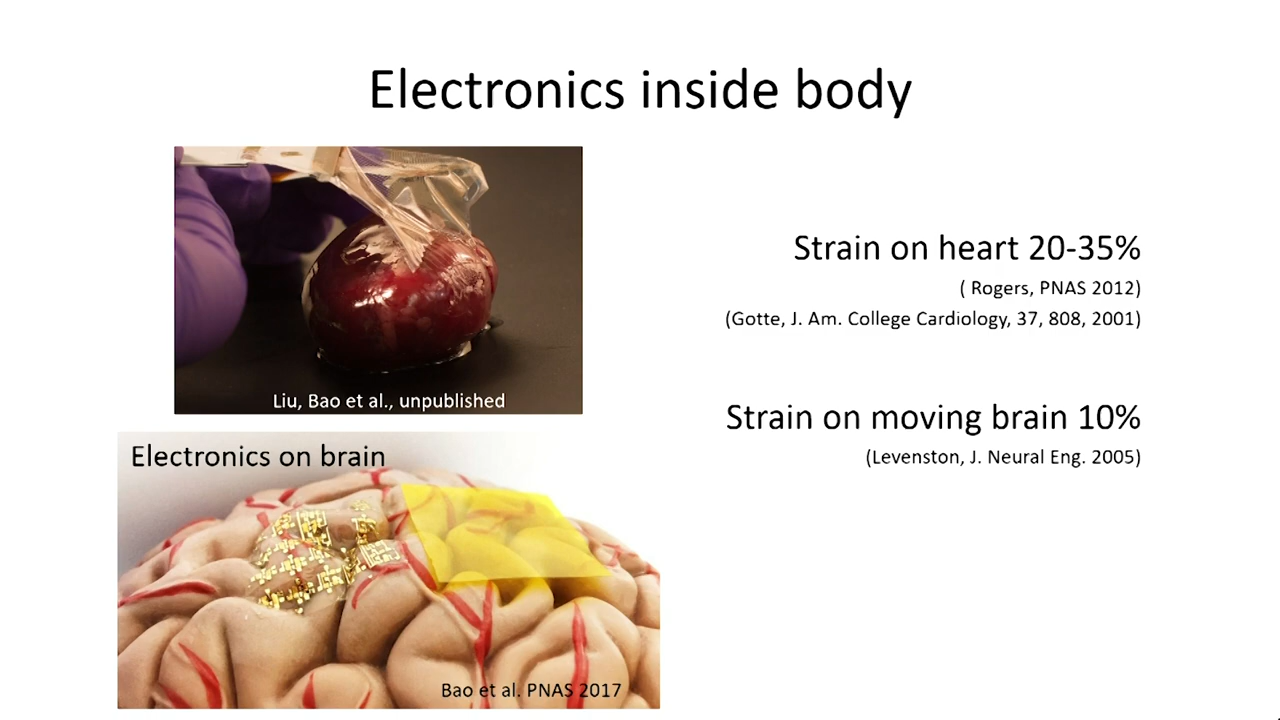 Electronics inside body
Liu, Bao et al., unpublished
Strain on heart 20-35%
( Rogers, PNAS 2012)
(Gotte, J. Am. College Cardiology, 37, 808, 2001)
Strain on moving brain 10%
(Levenston, J. Neural Eng. 2005)
Electronics on brain
Bao et al. PNAS 2017